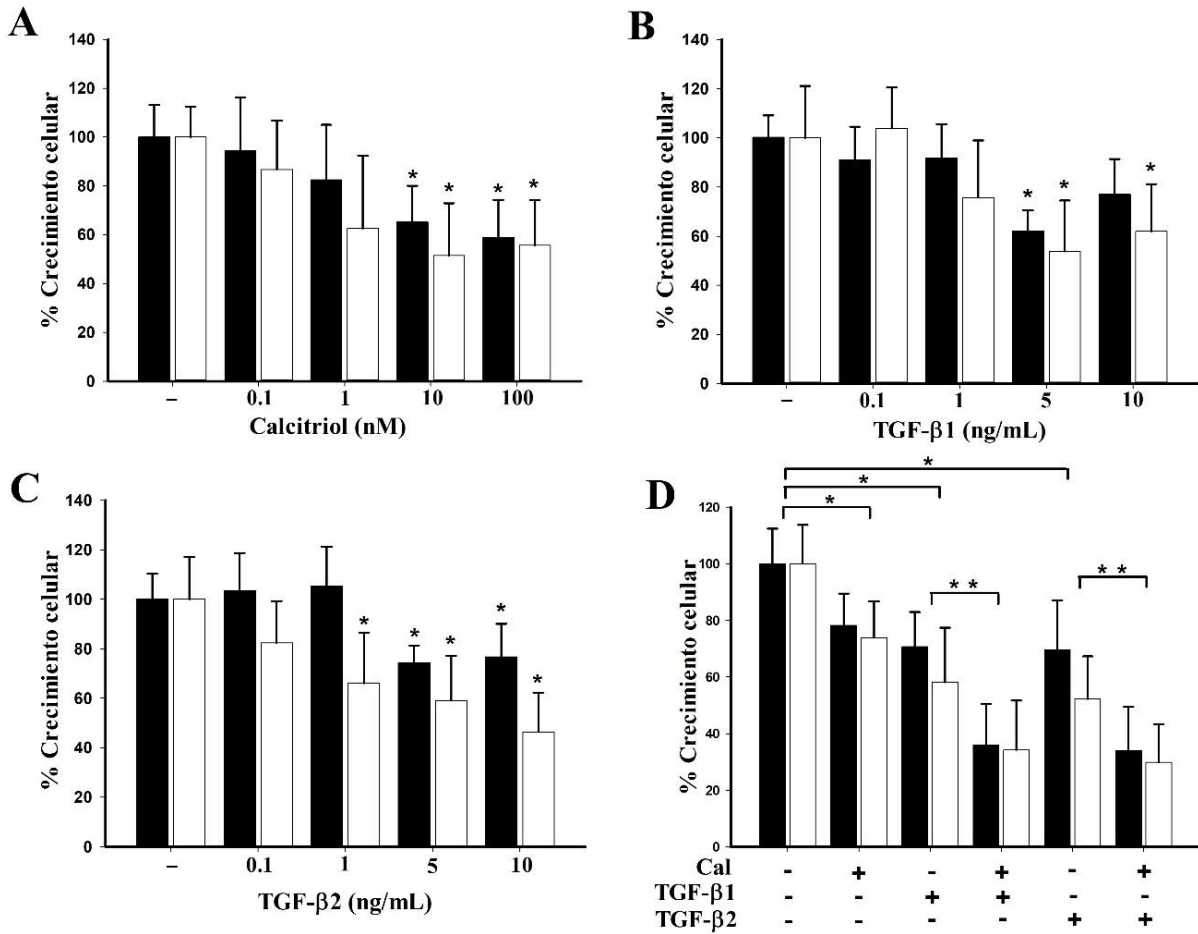 A
% Crecimiento celular
140
120
100
80
60
40
20
0
* * * *
– 0.1 1 10 100
Calcitriol (nM)
B
% Crecimiento celular
140
120
100
80
60
40
20
0
* * *
– 0.1 1 5 10
TGF-β1 (ng/mL)
C
% Crecimiento celular
140
120
100
80
60
40
20
0
* * * * *
– 0.1 1 5 10
TGF-β2 (ng/mL)
D
% Crecimiento celular
120
100
80
60
40
20
0
*
*
*
* *
* *
Cal - + - + - +
TGF-β1 - - + + - -
TGF-β2 - - - - + +